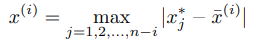 x^{(i)} = \max_{j=1,2,...,n-i} |x_j^* - \bar{x}^{(i)}|